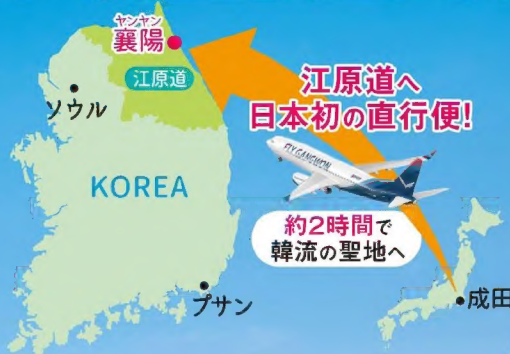 ヤンヤン
襄陽
江原道
ソウル
KOREA
プサン
江原道へ
日本初の直行便!
FLY GANGWON
約2時間で
韓流の聖地へ
成田